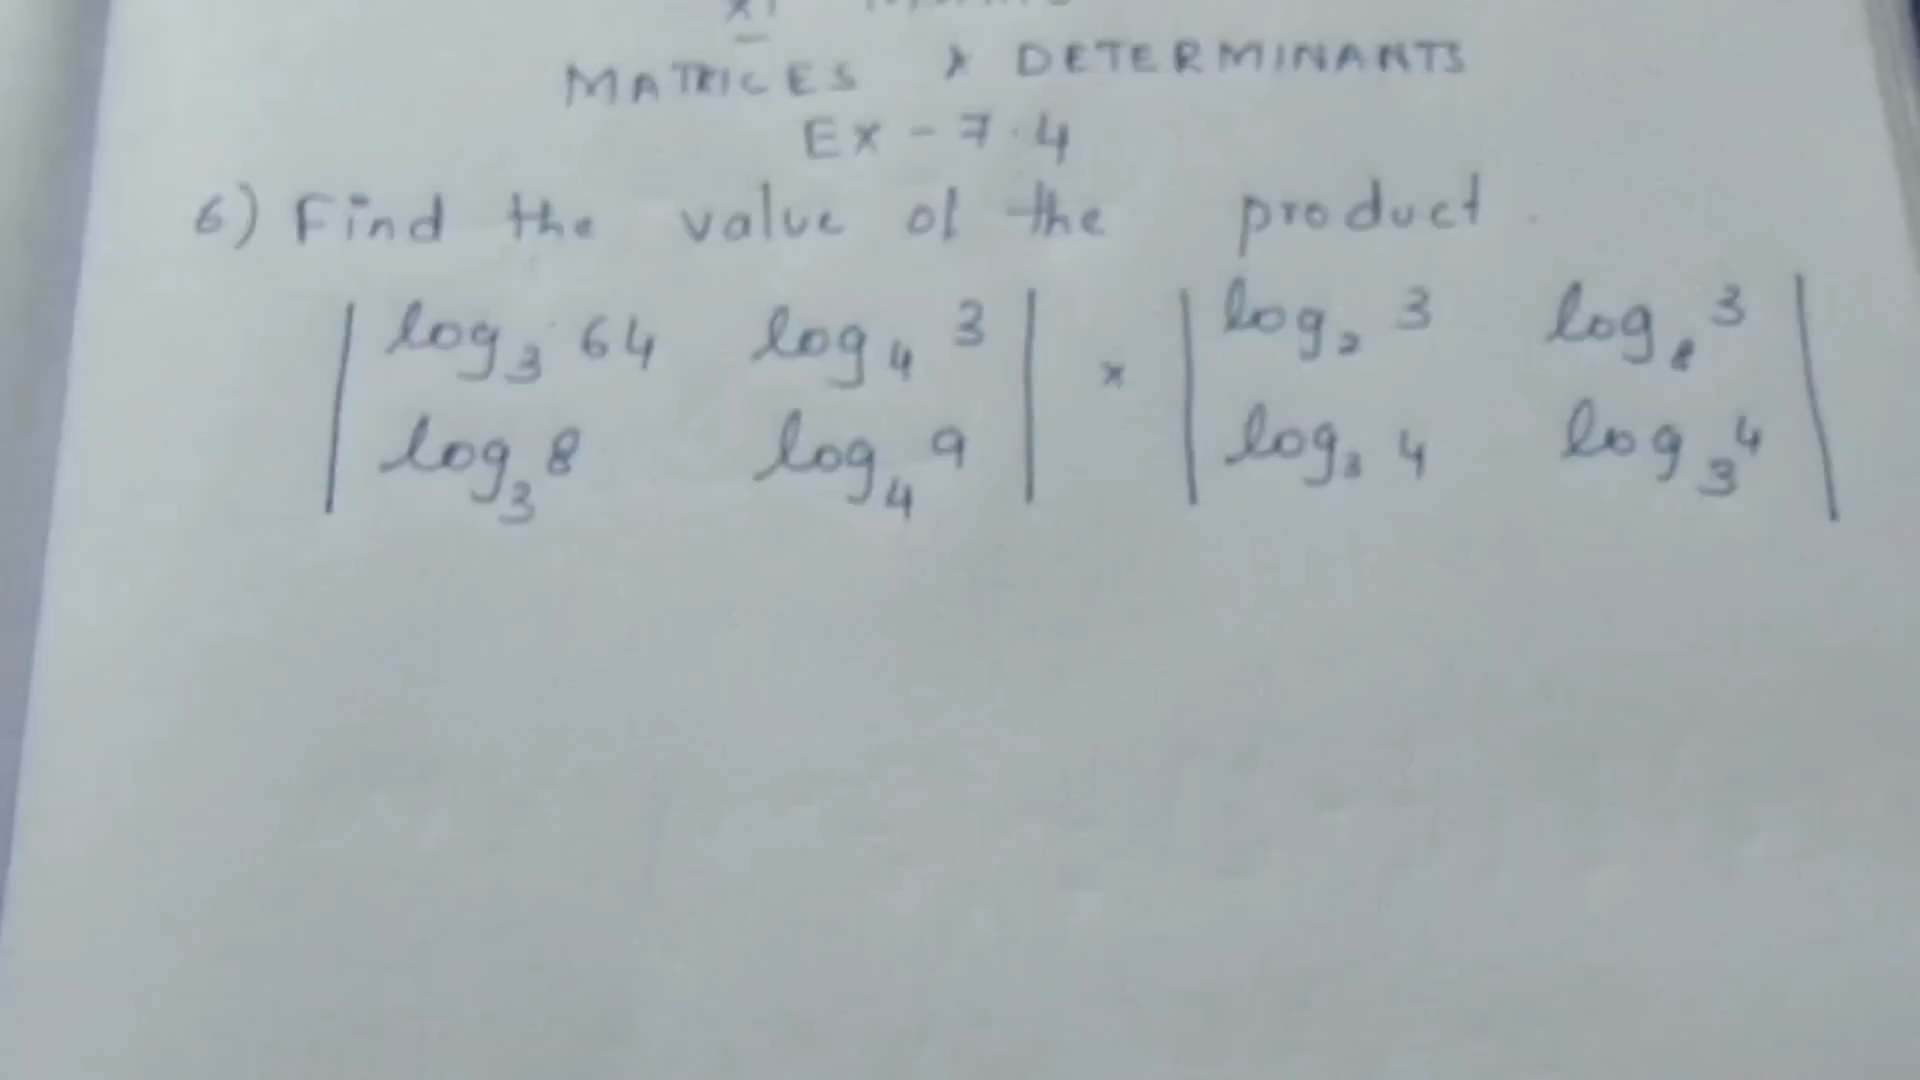 MATRICES & DETERMINANTS
Ex - 7.4
6) Find the value of the product.
| log₃ 64 log₄ 3 | × | log₂ 3 log₈ 3 |
| log₃ 8 log₄ 9 | | log₃ 4 log₃ 4 |